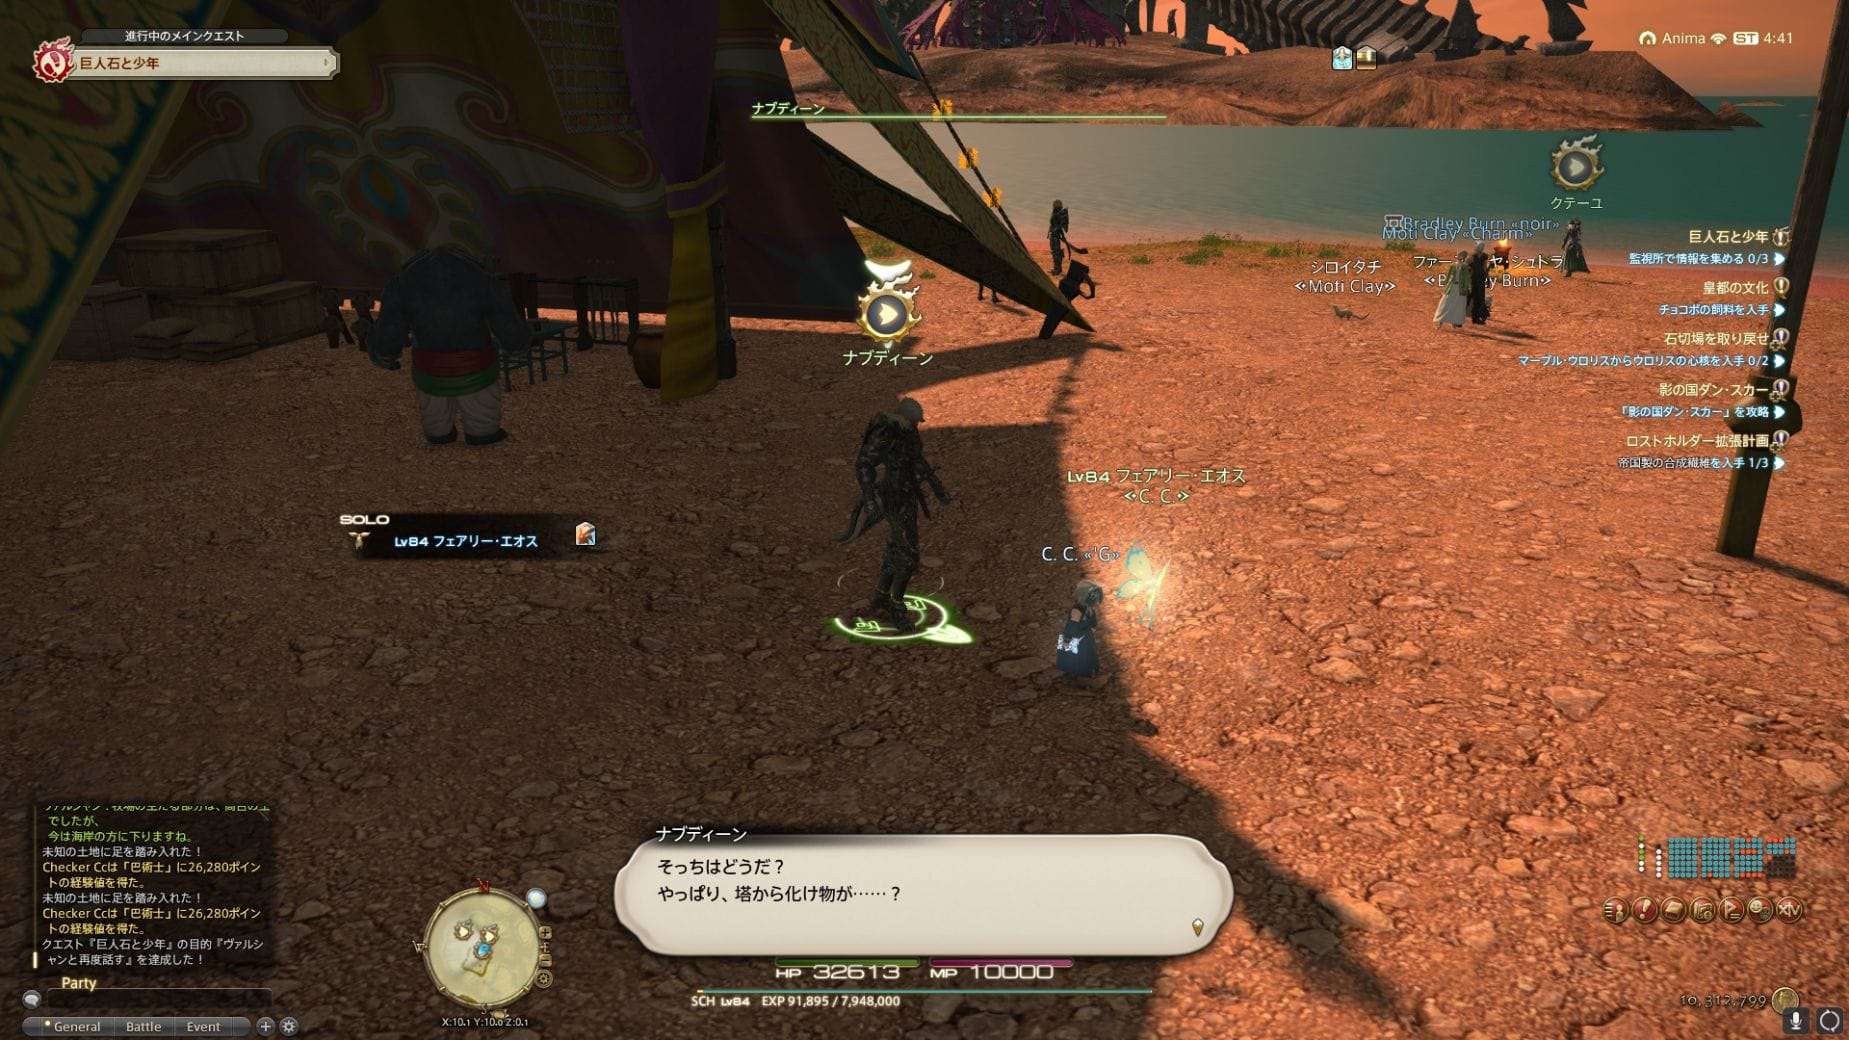 進行中のメインクエスト
巨人石と少年
Anima ST 4:41
ナブディーン
クテーユ
Bradley Burn «noir»
Moti Clay «Charm»
シロイタチ
«Moti Clay»
ヤ・シュトラ
巨人石と少年
監視所で情報を集める 0/3
皇都の文化
チョコボの飼料を入手
石切場を取り戻せ
マーブル・ウロリスからウロリスの心核を入手 0/2
影の国ダン・スカー
「影の国ダン・スカー」を攻略
ロストホルダー拡張計画
帝国製の合成繊維を入手 1/3
ナブディーン
Lv84 フェアリー・エオス
«C. C.»
SOLO
Lv84 フェアリー・エオス
C. C. «'G»
でしたが、
今は海岸の方に下りますね。
未知の土地に足を踏み入れた！
Checker Ccは「巴術士」に26,280ポイン
トの経験値を得た。
未知の土地に足を踏み入れた！
Checker Ccは「巴術士」に26,280ポイン
トの経験値を得た。
クエスト『巨人石と少年』の目的『ヴァルシ
ャンと再度話す』を達成した！
Party
General Battle Event
N
X:10.1 Y:10.0 Z:0.1
ナブディーン
そっちはどうだ？
やっぱり、塔から化け物が……？
HP 32613 MP 10000
SCH Lv84 EXP 91,895 / 7,948,000
XIV
10,312,799